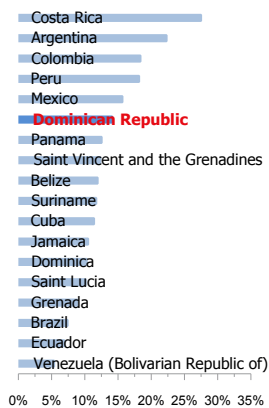 Costa Rica
Argentina
Colombia
Peru
Mexico
Dominican Republic
Panama
Saint Vincent and the Grenadines
Belize
Suriname
Cuba
Jamaica
Dominica
Saint Lucia
Grenada
Brazil
Ecuador
Venezuela (Bolivarian Republic of)
0% 5% 10% 15% 20% 25% 30% 35%